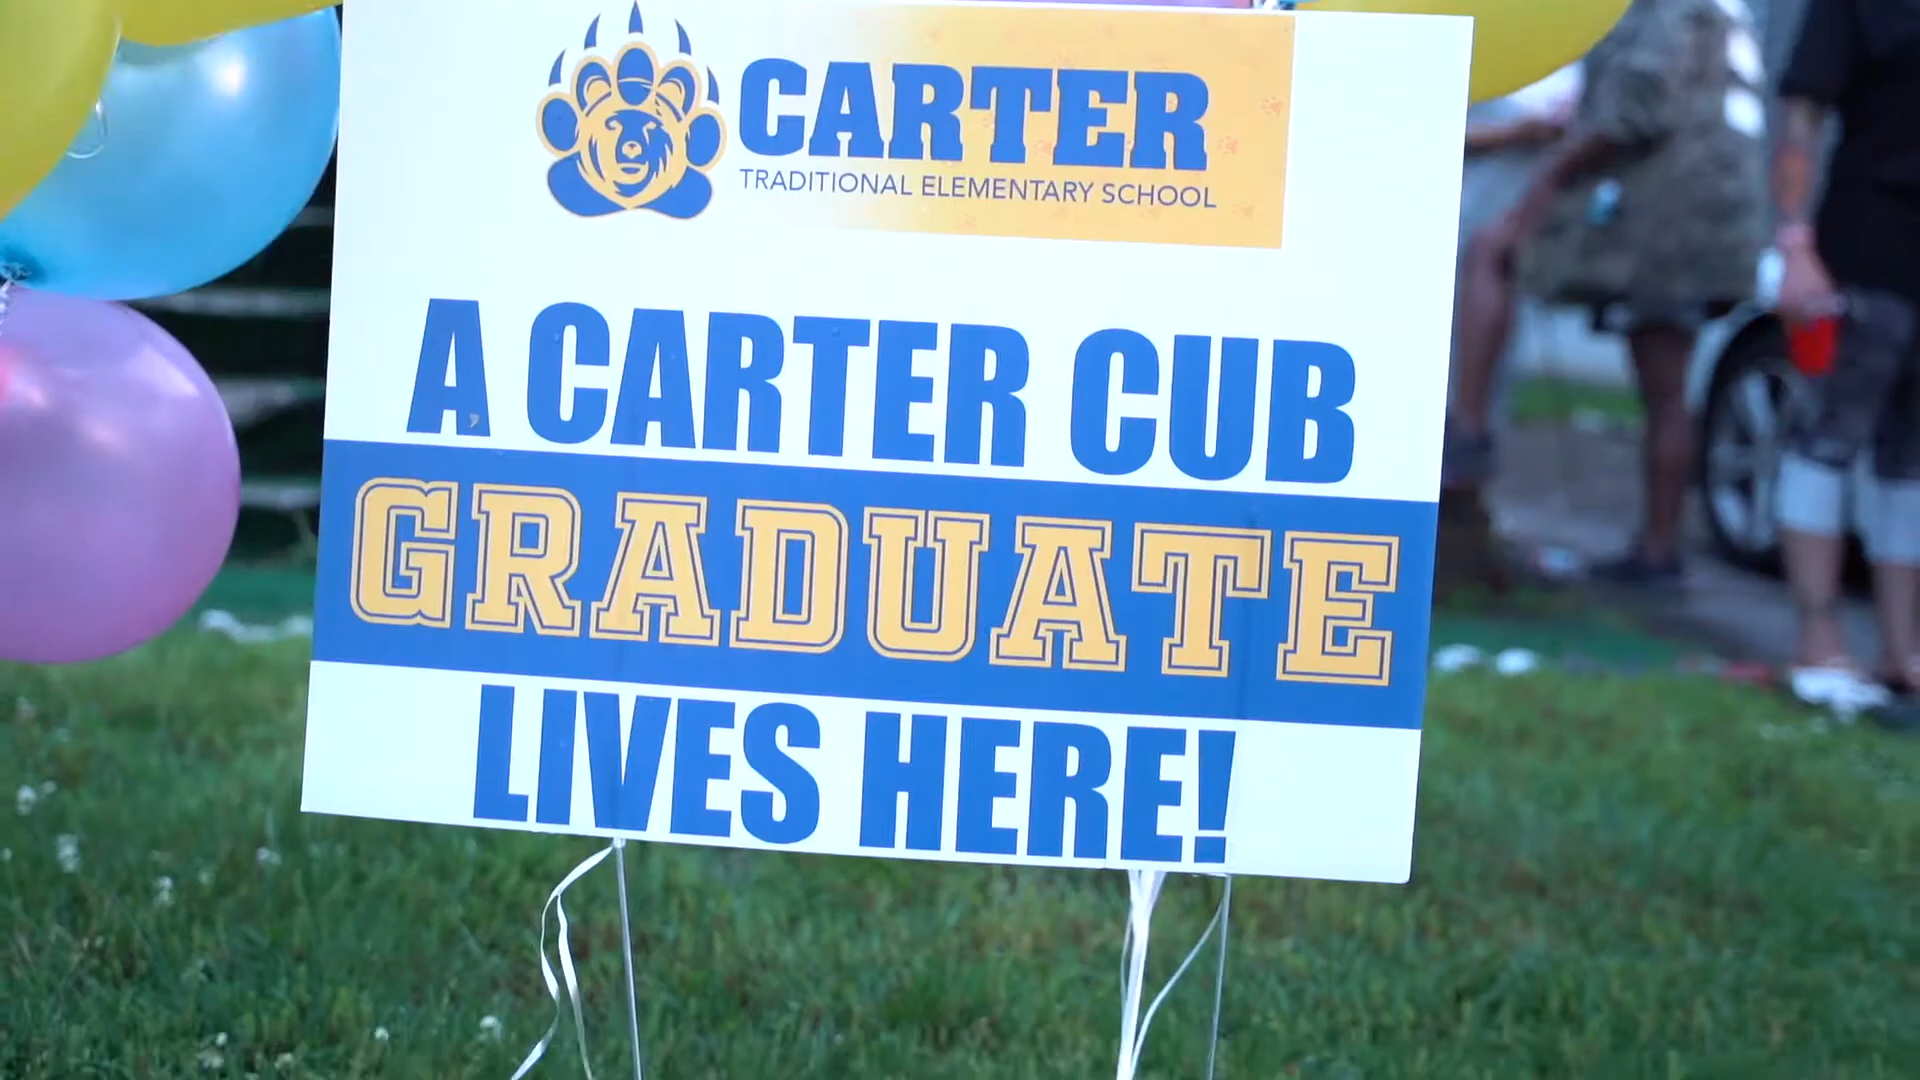 CARTER
TRADITIONAL ELEMENTARY SCHOOL
A CARTER CUB
GRADUATE
LIVES HERE!